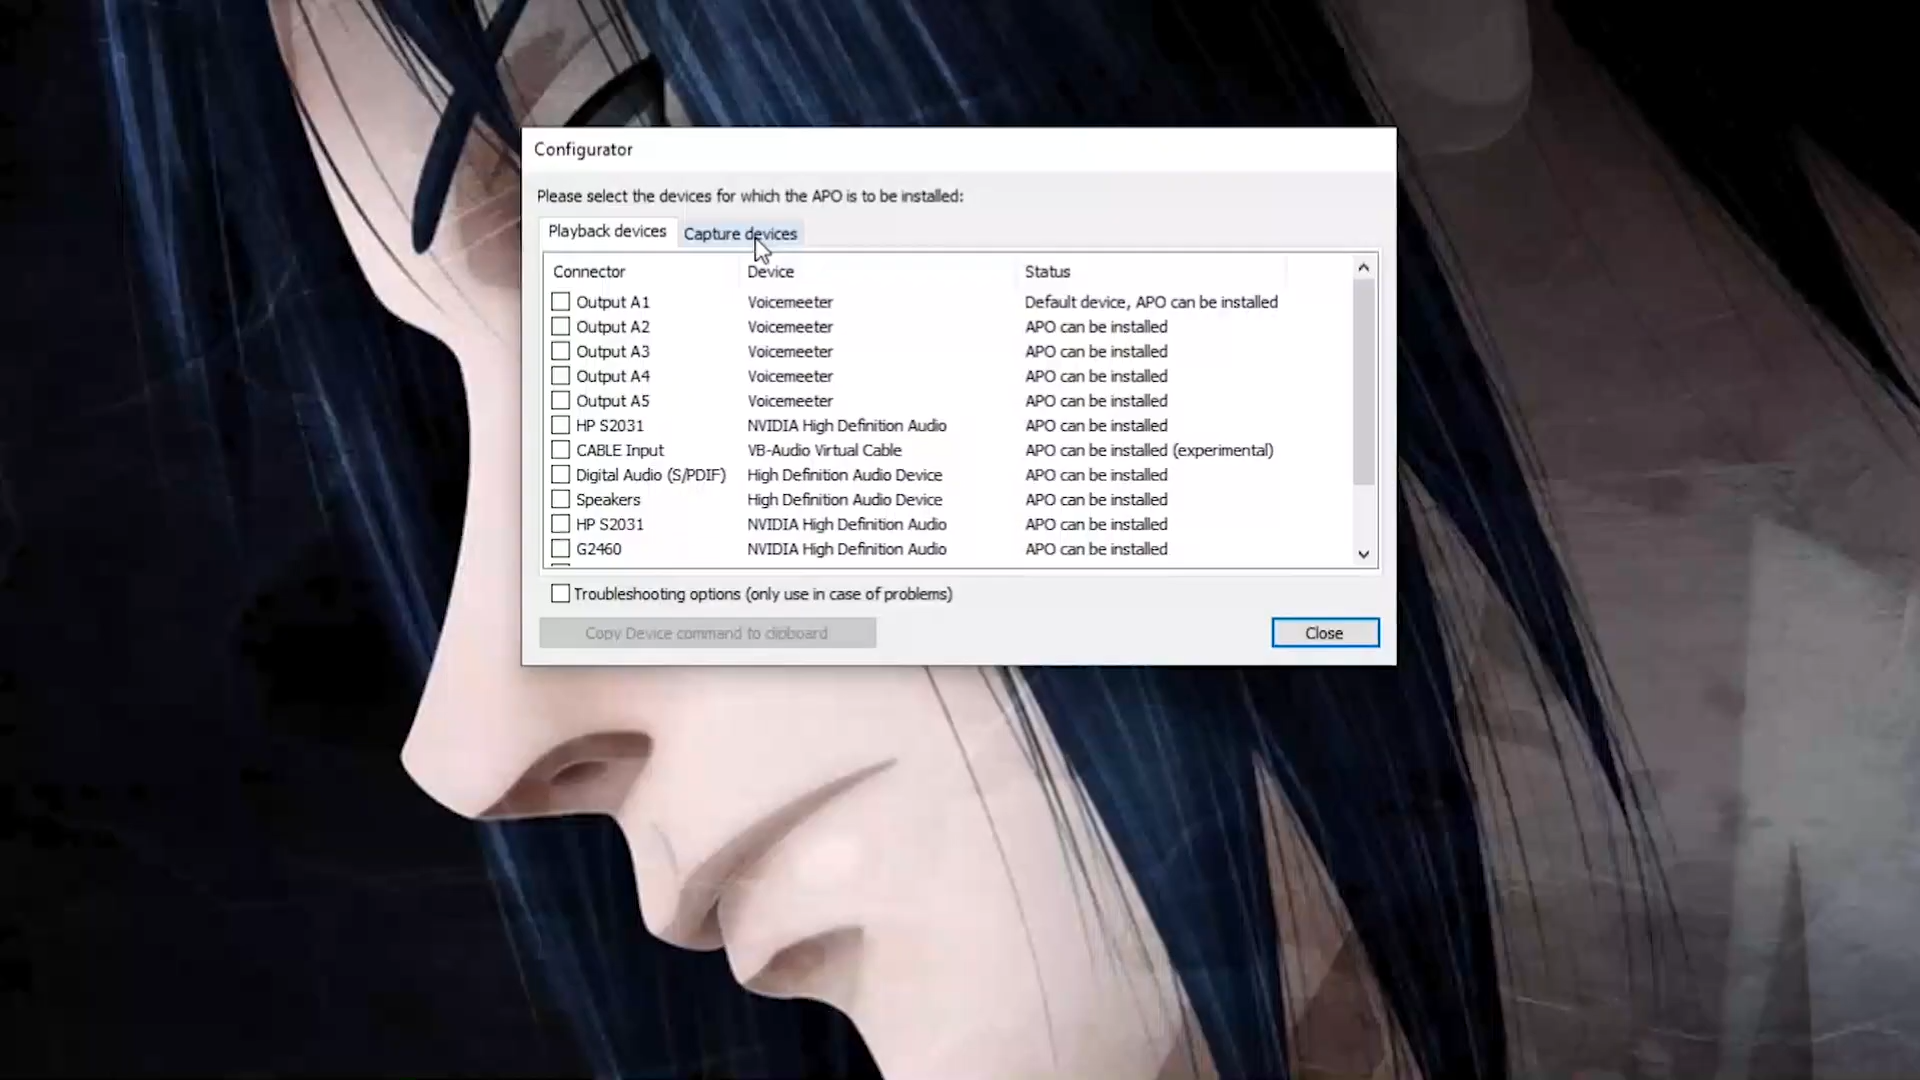 Configurator
Please select the devices for which the APO is to be installed:
Playback devices Capture devices
Connector Device Status
Output A1 Voicemeeter Default device, APO can be installed
Output A2 Voicemeeter APO can be installed
Output A3 Voicemeeter APO can be installed
Output A4 Voicemeeter APO can be installed
Output A5 Voicemeeter APO can be installed
HP S2031 NVIDIA High Definition Audio APO can be installed
CABLE Input VB-Audio Virtual Cable APO can be installed (experimental)
Digital Audio (S/PDIF) High Definition Audio Device APO can be installed
Speakers High Definition Audio Device APO can be installed
HP S2031 NVIDIA High Definition Audio APO can be installed
G2460 NVIDIA High Definition Audio APO can be installed
Troubleshooting options (only use in case of problems)
Copy Device command to clipboard Close